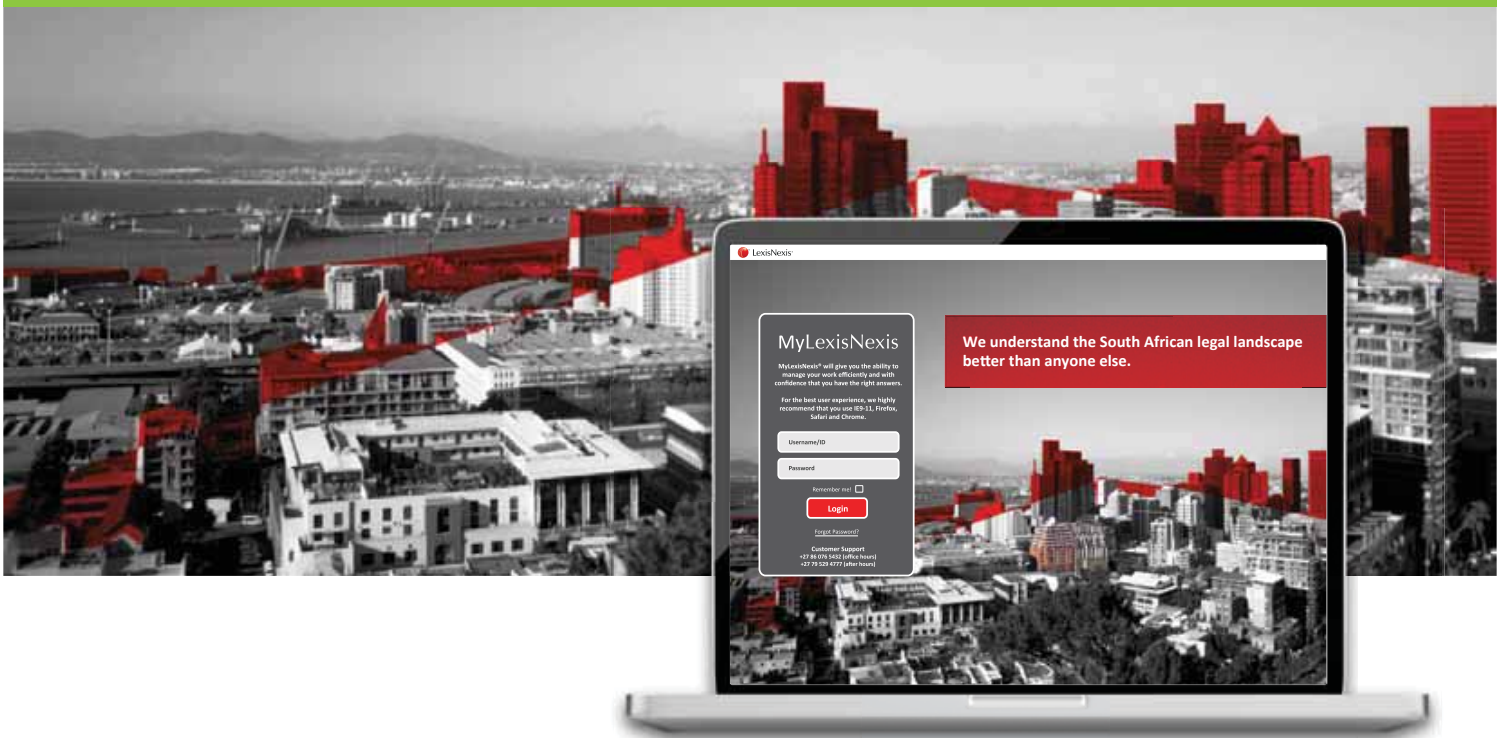 LexisNexis
MyLexisNexis
MyLexisNexis® will give you the ability to
manage your work efficiently and with
confidence that you have the right answers.
For the best user experience, we highly
recommend that you use IE9-11, Firefox,
Safari and Chrome.
Username/ID
Password
Remember me!
Login
Forgot Password?
Customer Support
+27 86 076 5432 (office hours)
+27 79 529 4777 (after hours)
We understand the South African legal landscape
better than anyone else.